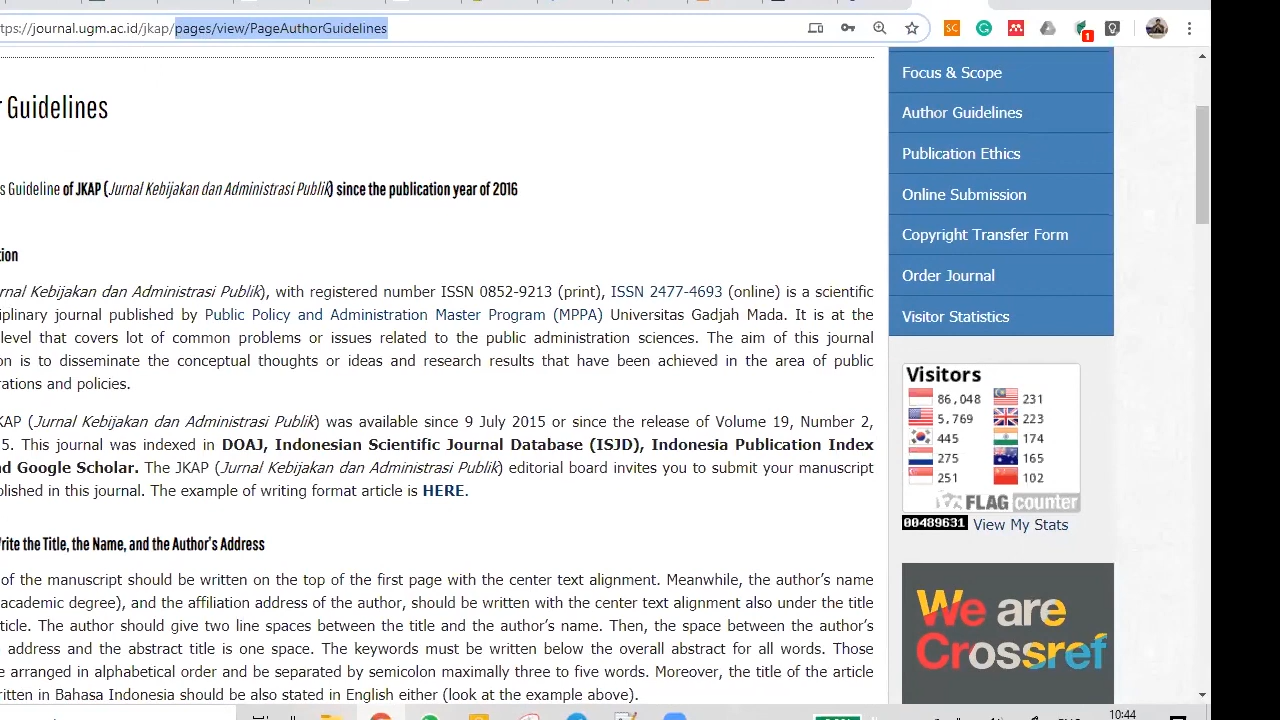 tps://journal.ugm.ac.id/jkap/pages/view/PageAuthorGuidelines
SC
1
r Guidelines
s Guideline of JKAP (Jurnal Kebijakan dan Administrasi Publik) since the publication year of 2016
tion
rnal Kebijakan dan Administrasi Publik), with registered number ISSN 0852-9213 (print), ISSN 2477-4693 (online) is a scientific
iplinary journal published by Public Policy and Administration Master Program (MPPA) Universitas Gadjah Mada. It is at the
level that covers lot of common problems or issues related to the public administration sciences. The aim of this journal
on is to disseminate the conceptual thoughts or ideas and research results that have been achieved in the area of public
rations and policies.
KAP (Jurnal Kebijakan dan Administrasi Publik) was available since 9 July 2015 or since the release of Volume 19, Number 2,
5. This journal was indexed in DOAJ, Indonesian Scientific Journal Database (ISJD), Indonesia Publication Index
nd Google Scholar. The JKAP (Jurnal Kebijakan dan Administrasi Publik) editorial board invites you to submit your manuscript
blished in this journal. The example of writing format article is HERE.
Write the Title, the Name, and the Author's Address
of the manuscript should be written on the top of the first page with the center text alignment. Meanwhile, the author's name
academic degree), and the affiliation address of the author, should be written with the center text alignment also under the title
ticle. The author should give two line spaces between the title and the author's name. Then, the space between the author's
address and the abstract title is one space. The keywords must be written below the overall abstract for all words. Those
e arranged in alphabetical order and be separated by semicolon maximally three to five words. Moreover, the title of the article
ritten in Bahasa Indonesia should be also stated in English either (look at the example above).
Focus & Scope
Author Guidelines
Publication Ethics
Online Submission
Copyright Transfer Form
Order Journal
Visitor Statistics
Visitors
86,048 231
5,769 223
445 174
275 165
251 102
FLAG counter
00489631 View My Stats
We are
Crossref
10:44